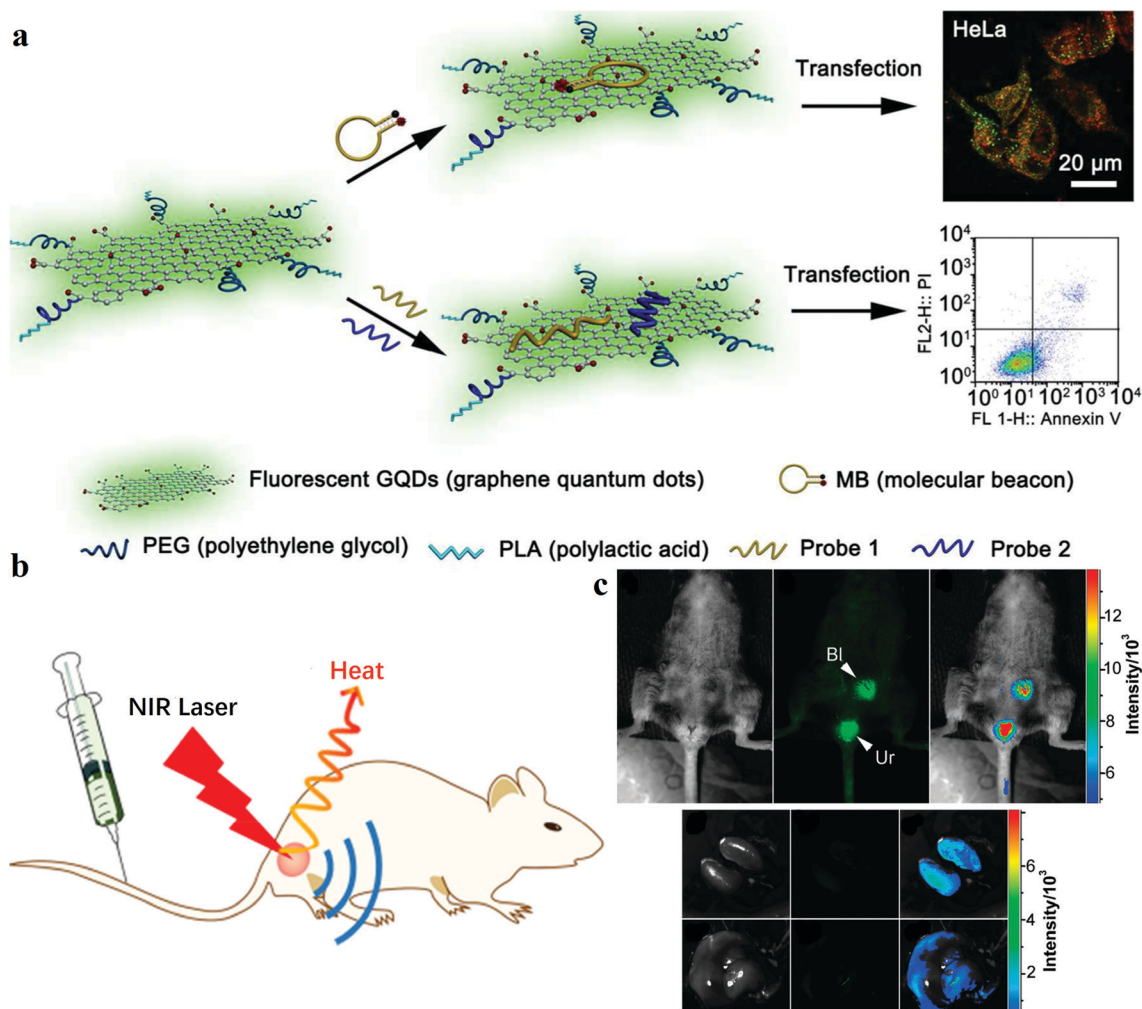 a
HeLa
Transfection
20 µm
Transfection
FL2-H:: PI
10⁴
10³
10²
10¹
10⁰
10⁰ 10¹ 10² 10³ 10⁴
FL 1-H:: Annexin V
Fluorescent GQDs (graphene quantum dots)
MB (molecular beacon)
PEG (polyethylene glycol)
PLA (polylactic acid)
Probe 1
Probe 2
b
NIR Laser
Heat
c
Bl
Ur
12
10
8
6
Intensity/10³
6
4
2
Intensity/10³